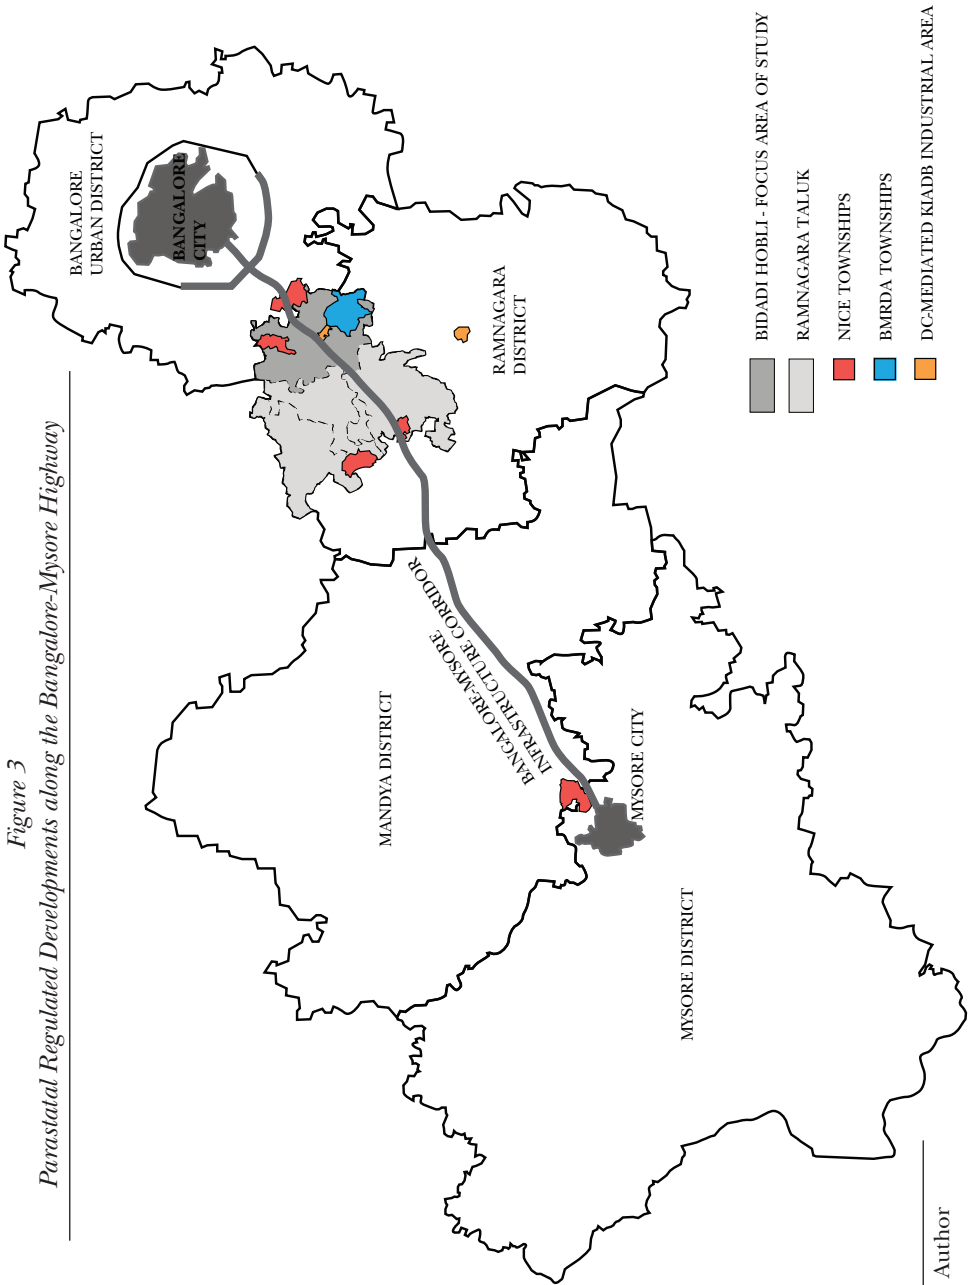 Figure 3
Parastatal Regulated Developments along the Bangalore-Mysore Highway
BANGALORE
URBAN DISTRICT
BANGALORE
CITY
RAMNAGARA
DISTRICT
BANGALORE-MYSORE
INFRASTRUCTURE CORRIDOR
MANDYA DISTRICT
MYSORE CITY
MYSORE DISTRICT
BIDADI HOBLI - FOCUS AREA OF STUDY
RAMNAGARA TALUK
NICE TOWNSHIPS
BMRDA TOWNSHIPS
DC-MEDIATED KIADB INDUSTRIAL AREA
Author